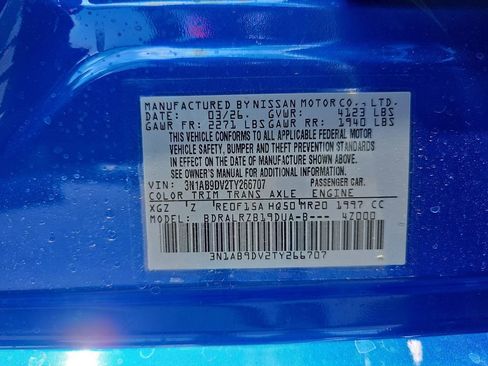 MANUFACTURED BY NISSAN MOTOR CO., LTD.
DATE: 03/26. GVWR: 4123 LBS
GAWR FR: 2271 LBS GAWR RR: 1940 LBS
THIS VEHICLE CONFORMS TO ALL APPLICABLE FEDERAL MOTOR
VEHICLE SAFETY, BUMPER AND THEFT PREVENTION STANDARDS
IN EFFECT ON THE DATE OF MANUFACTURE SHOWN ABOVE.
SEE OWNER'S MANUAL FOR ADDITIONAL INFORMATION
VIN: 3N1AB9DV2TY266707 PASSENGER CAR.
COLOR TRIM TRANS AXLE ENGINE
XGZ Z RE0F15A HQ50 MR20 1997 CC
MODEL: BDRALRZB19DUA-B--- 4Z000
3N1AB9DV2TY266707